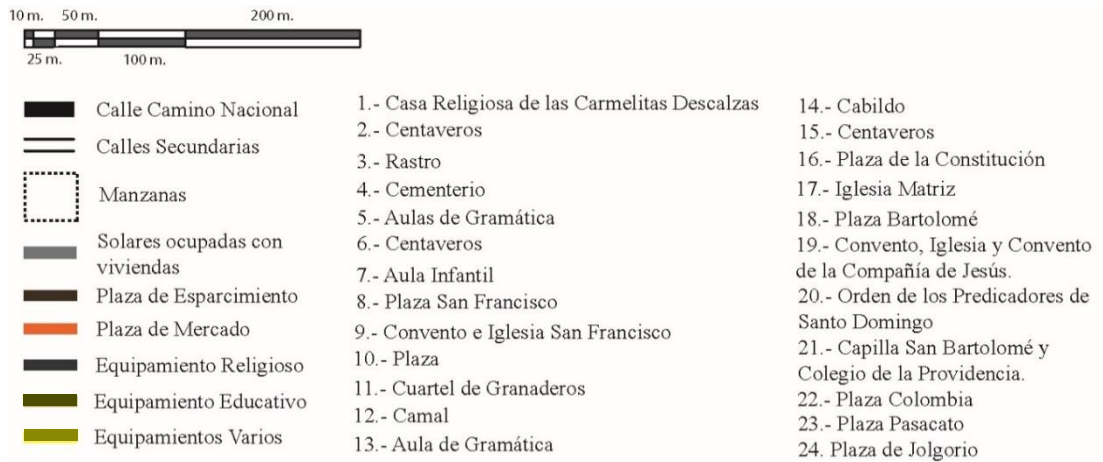 10 m. 50 m. 200 m.
25 m. 100 m.
Calle Camino Nacional
Calles Secundarias
Manzanas
Solares ocupadas con
viviendas
Plaza de Esparcimiento
Plaza de Mercado
Equipamiento Religioso
Equipamiento Educativo
Equipamientos Varios
1.- Casa Religiosa de las Carmelitas Descalzas
2.- Centaveros
3.- Rastro
4.- Cementerio
5.- Aulas de Gramática
6.- Centaveros
7.- Aula Infantil
8.- Plaza San Francisco
9.- Convento e Iglesia San Francisco
10.- Plaza
11.- Cuartel de Granaderos
12.- Camal
13.- Aula de Gramática
14.- Cabildo
15.- Centaveros
16.- Plaza de la Constitución
17.- Iglesia Matriz
18.- Plaza Bartolomé
19.- Convento, Iglesia y Convento
de la Compañía de Jesús.
20.- Orden de los Predicadores de
Santo Domingo
21.- Capilla San Bartolomé y
Colegio de la Providencia.
22.- Plaza Colombia
23.- Plaza Pasacato
24. Plaza de Jolgorio